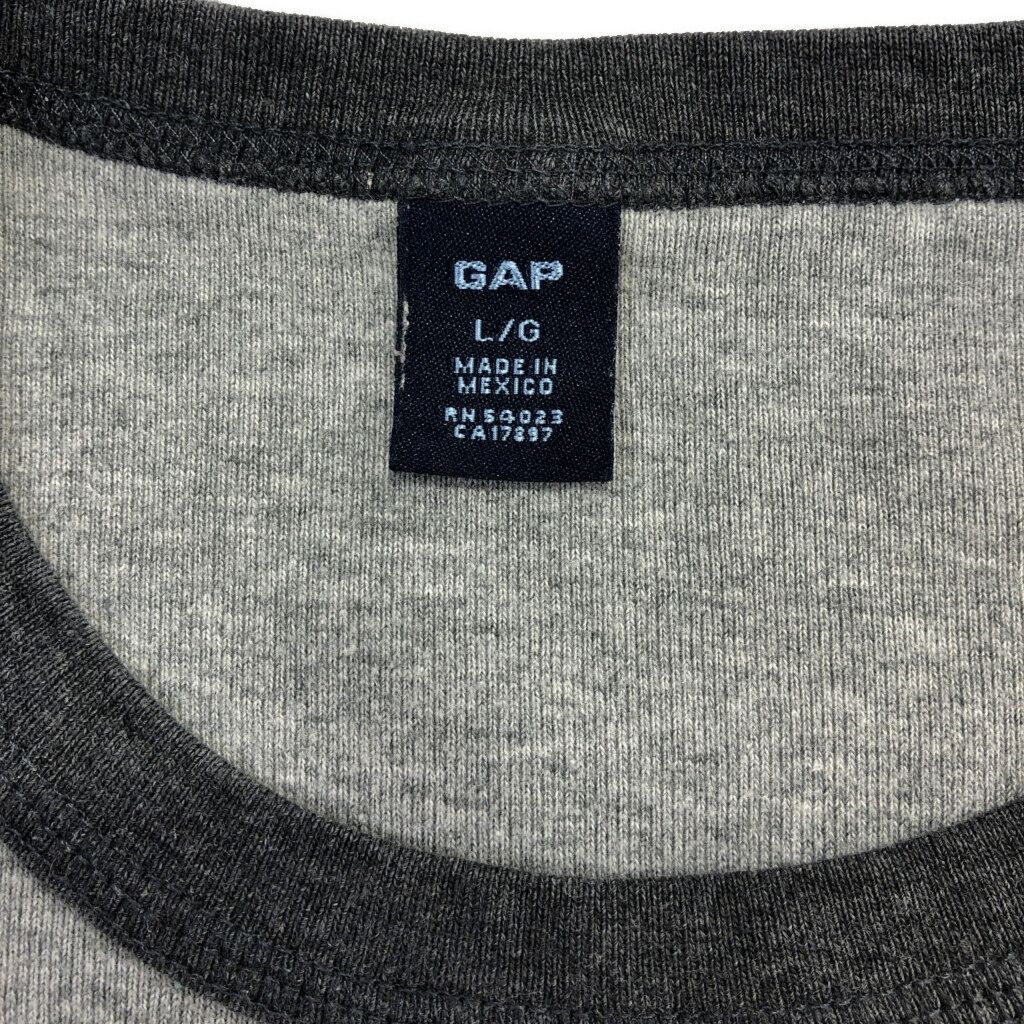 GAP
L/G
MADE IN
MEXICO
RN 54023
CA17897